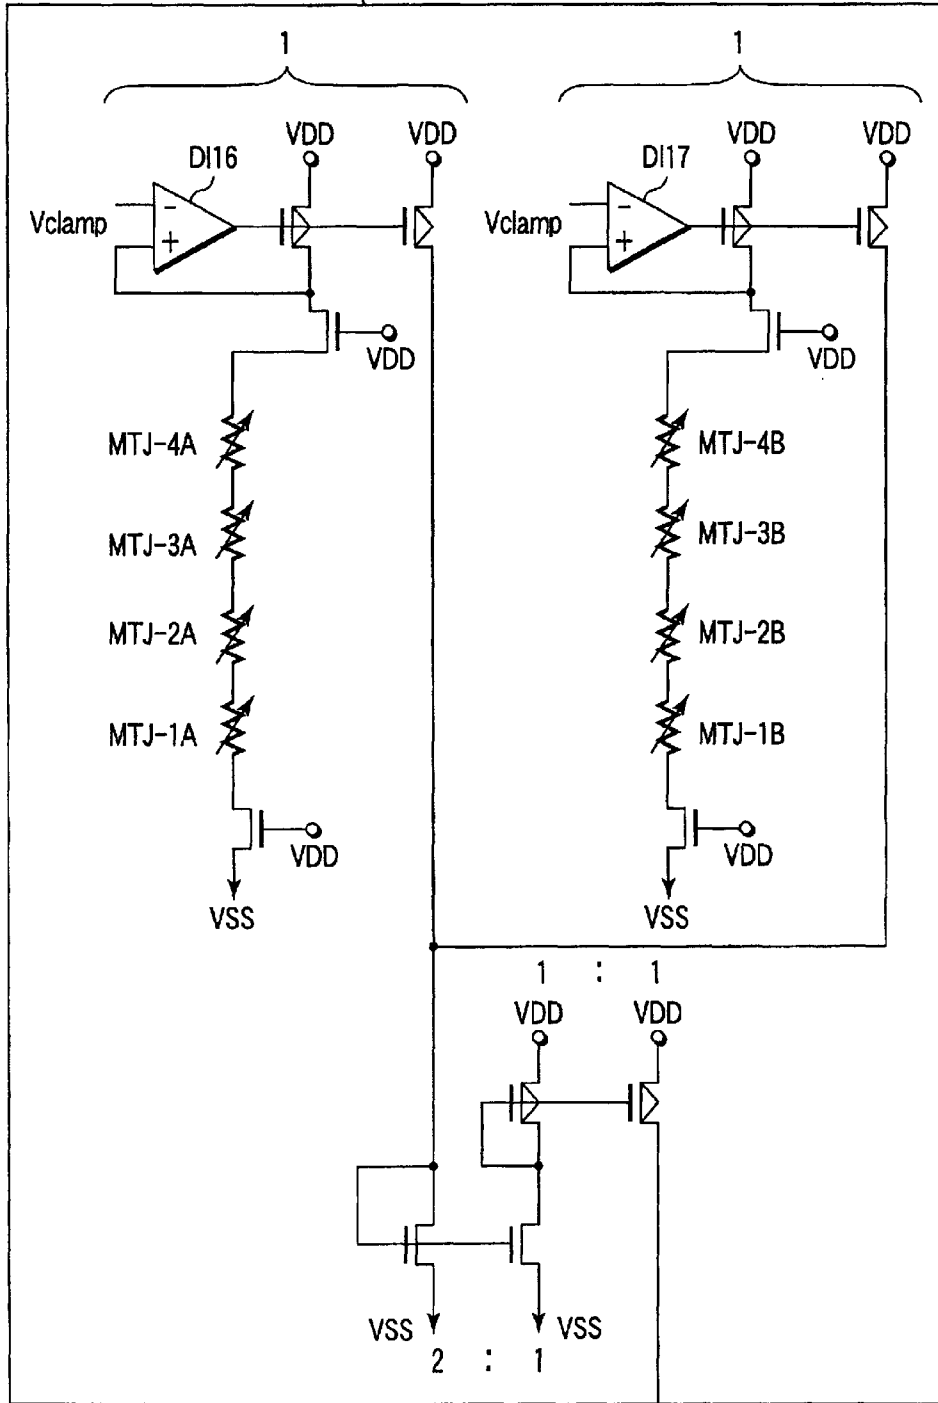 1 1
VDD VDD VDD VDD
DI16 DI17
Vclamp - + Vclamp - +
VDD VDD
MTJ-4A MTJ-4B
MTJ-3A MTJ-3B
MTJ-2A MTJ-2B
MTJ-1A MTJ-1B
VDD VDD
VSS VSS
1 : 1
VDD VDD
VSS VSS
2 : 1